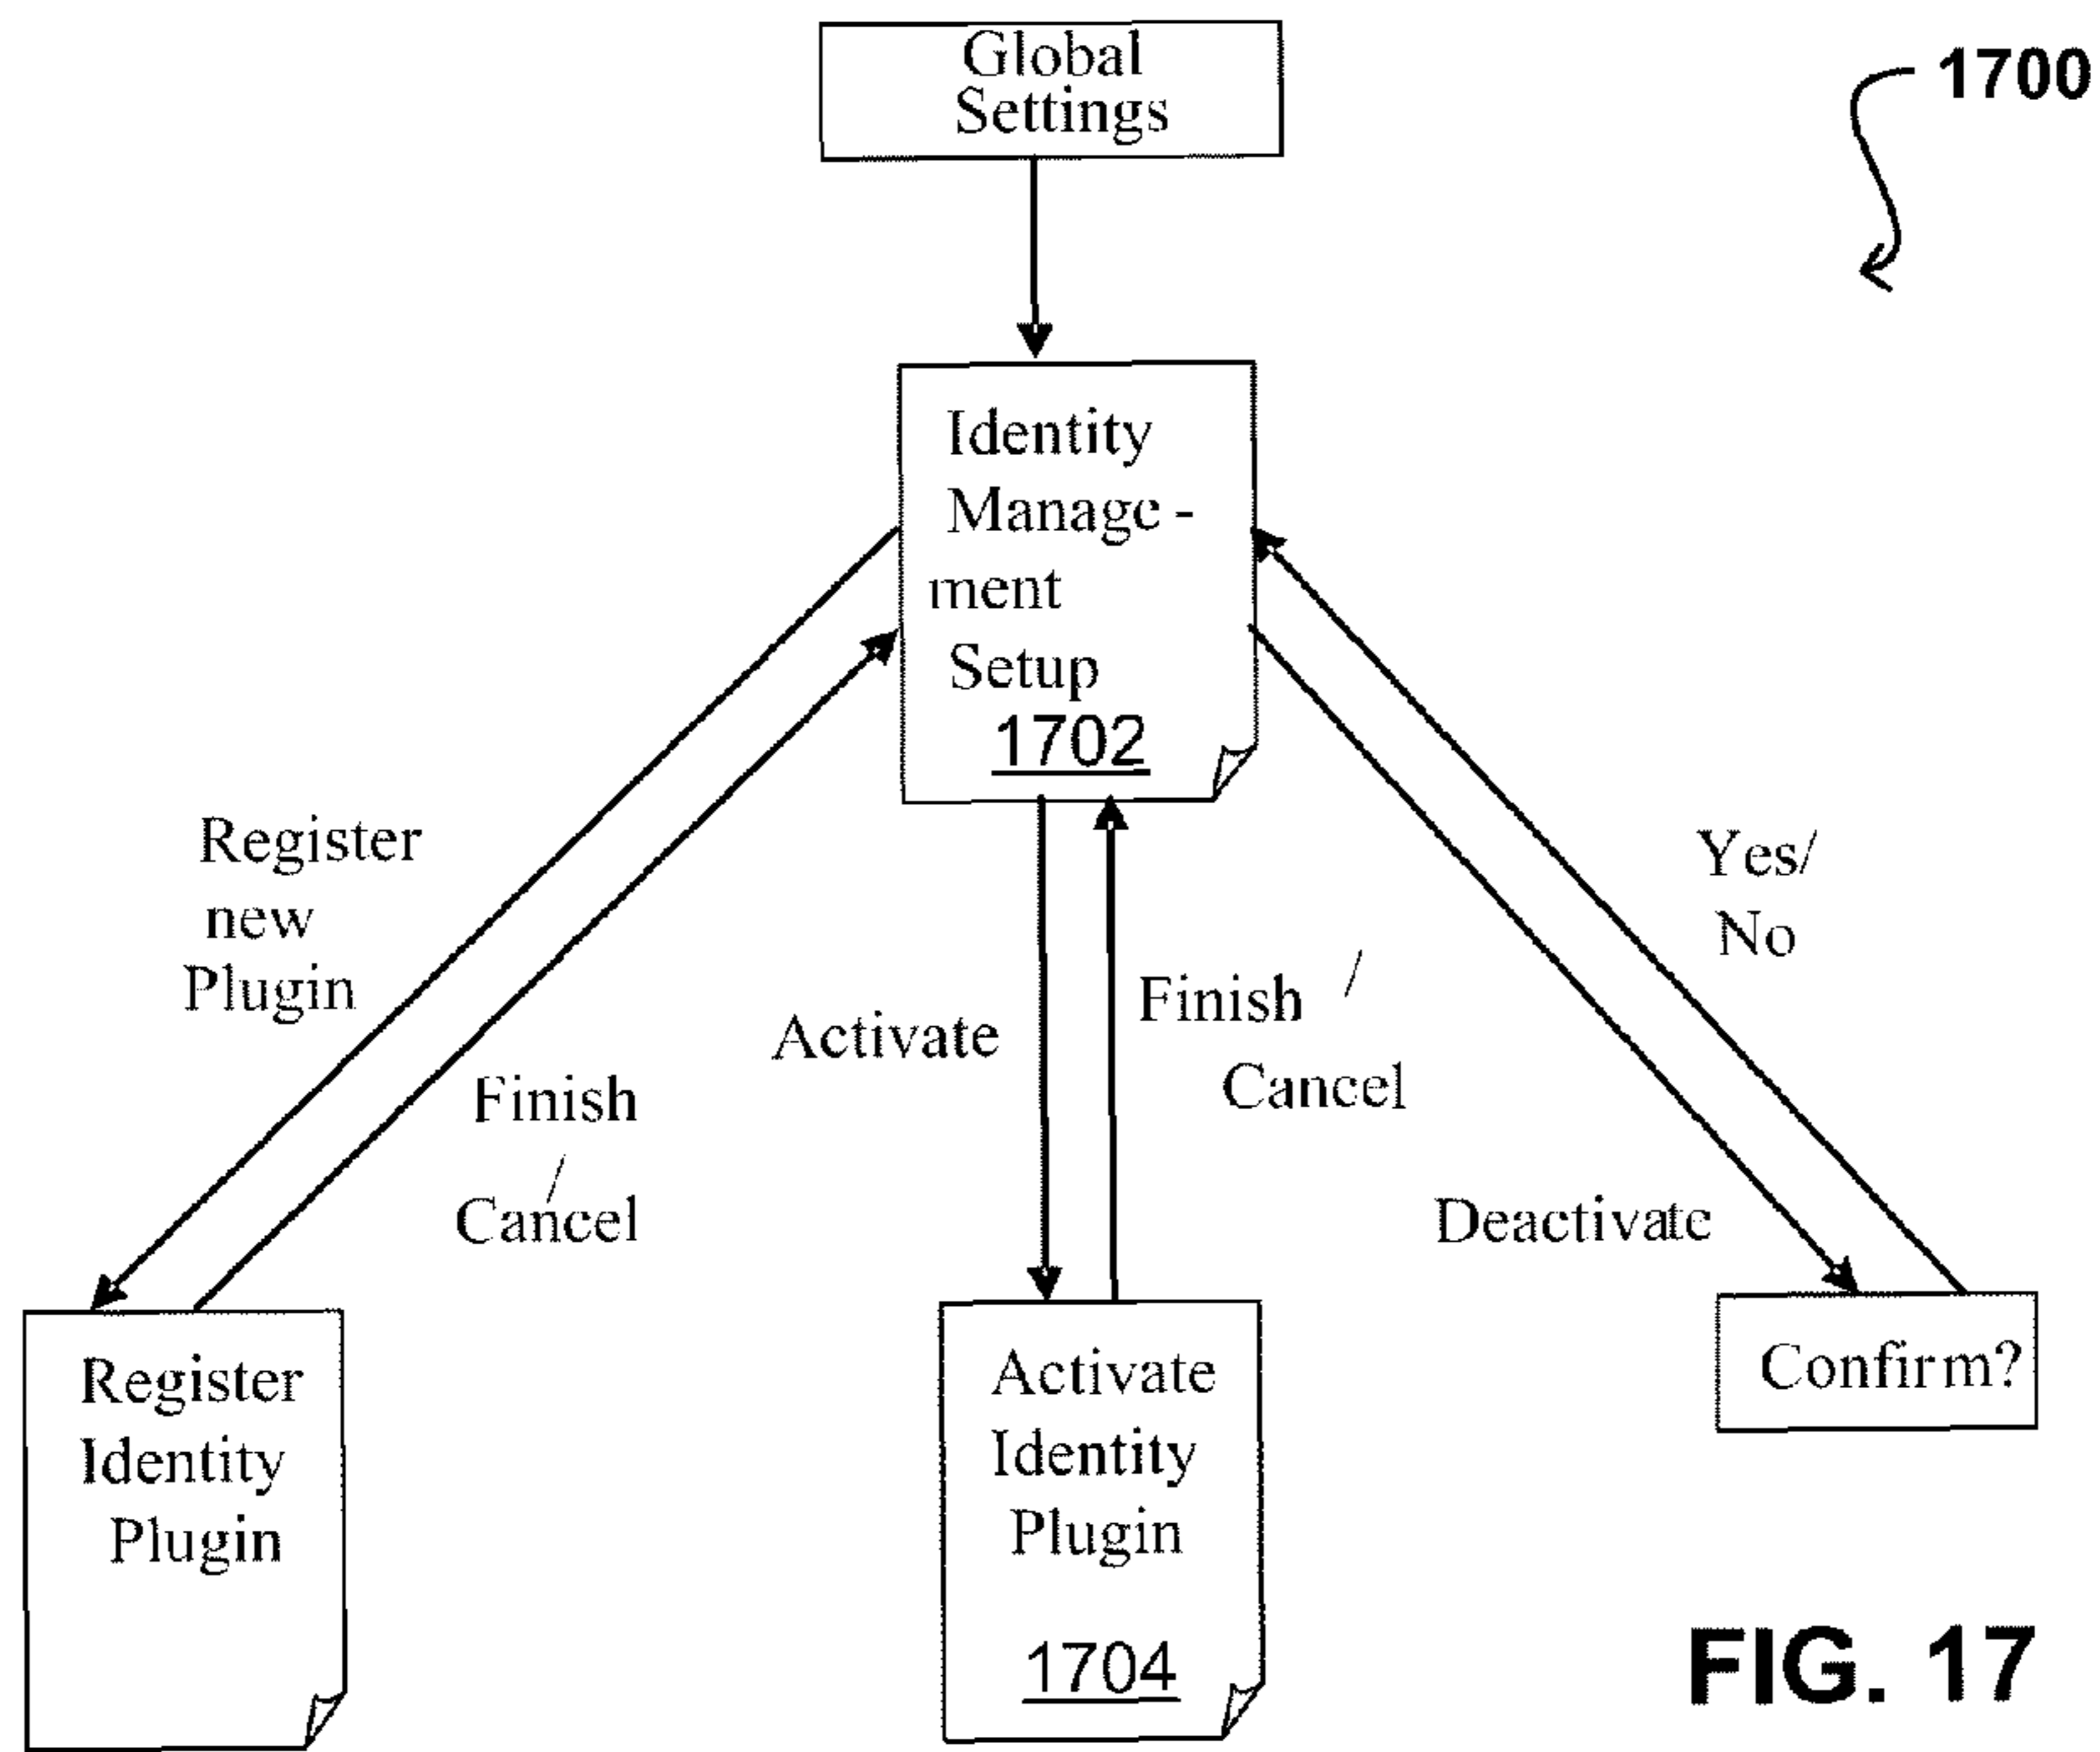 Global
Settings
1700
Identity
Manage -
ment
Setup
1702
Register
new
Plugin
Finish
/
Cancel
Activate
Finish /
Cancel
Yes/
No
Deactivate
Register
Identity
Plugin
Activate
Identity
Plugin
1704
Confirm?
FIG. 17